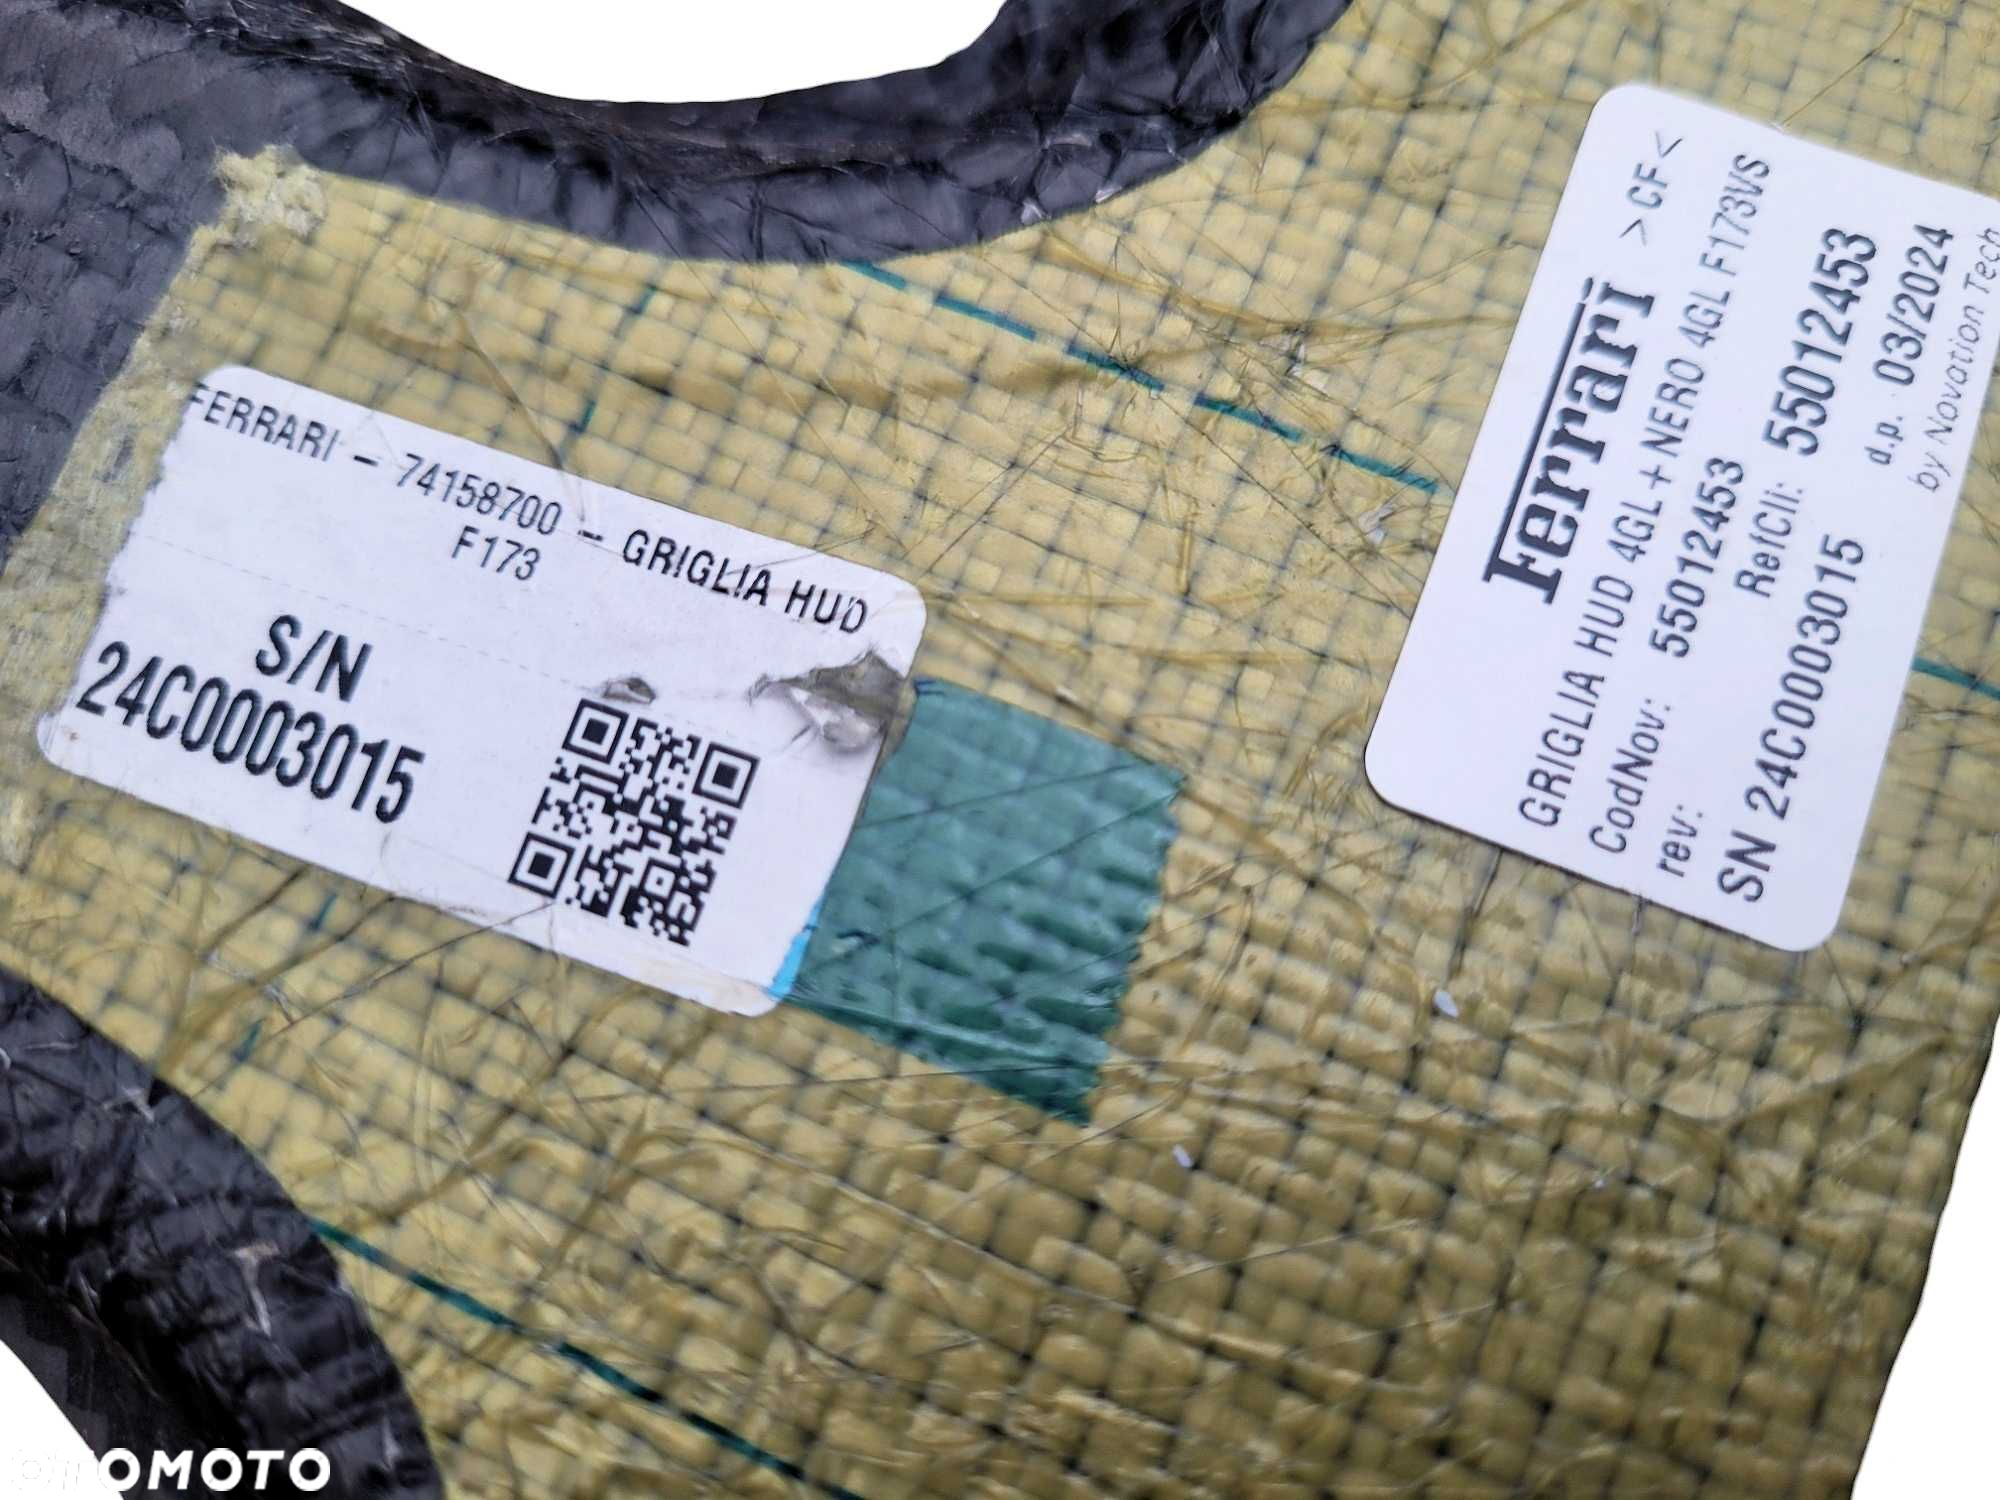 FERRARI - 74158700 - GRIGLIA HUD
F173
S/N
24C0003015
Ferrari >CF<
GRIGLIA HUD 4GL+NERO 4GL F173VS
CodNov: 55012453
rev: RefCli: 55012453
SN 24C0003015 d.p. 03/2024
by Novation Tech
OTOMOTO